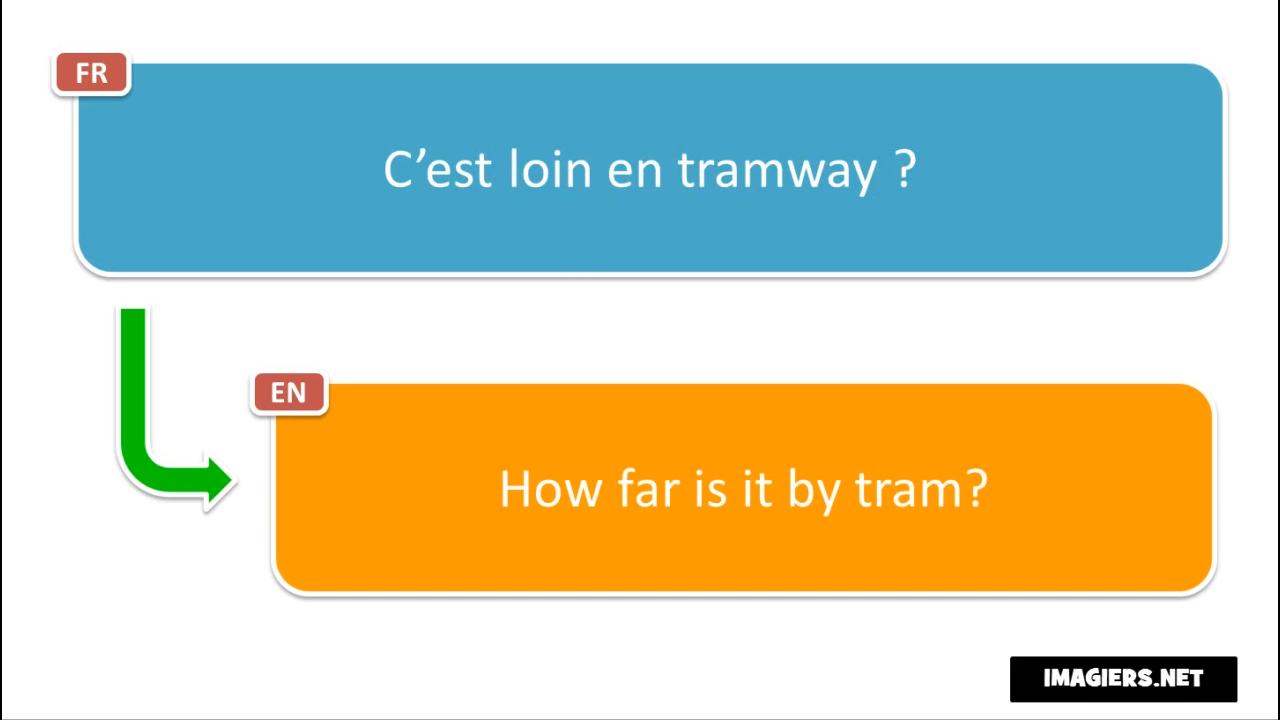 FR
C’est loin en tramway ?
EN
How far is it by tram?
IMAGIERS.NET